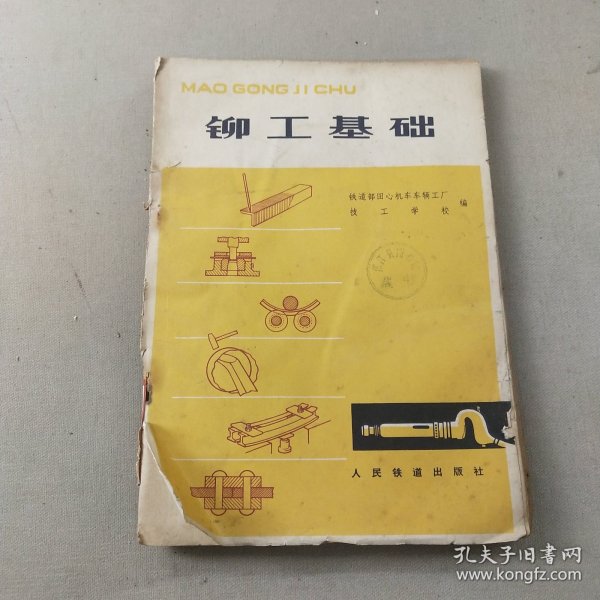 MAO GONG JI CHU
铆工基础
铁道部田心机车车辆工厂
技工学校 编
人民铁道出版社
孔夫子旧书网
www.kongfz.com